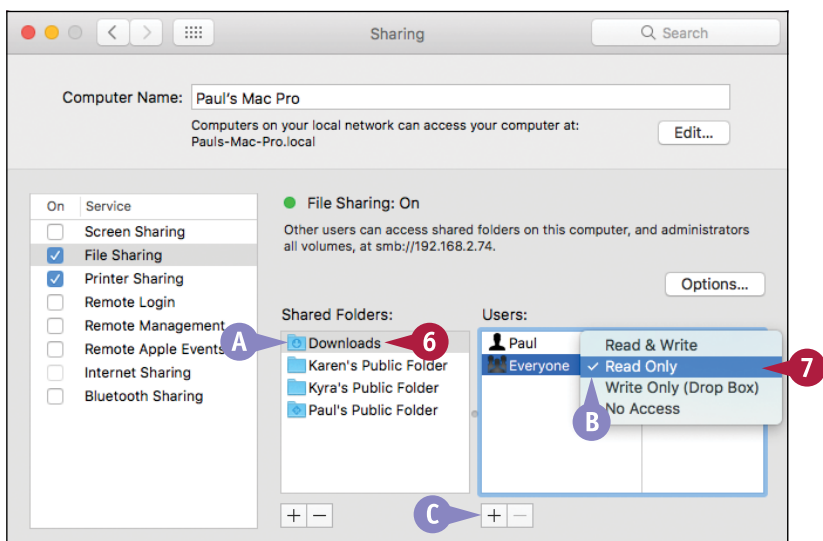 Sharing
Search
Computer Name: Paul's Mac Pro
Computers on your local network can access your computer at:
Pauls-Mac-Pro.local
Edit...
On Service
Screen Sharing
File Sharing
Printer Sharing
Remote Login
Remote Management
Remote Apple Events
Internet Sharing
Bluetooth Sharing
File Sharing: On
Other users can access shared folders on this computer, and administrators
all volumes, at smb://192.168.2.74.
Options...
Shared Folders:
A
Downloads
6
Karen's Public Folder
Kyra's Public Folder
Paul's Public Folder
+ −
Users:
Paul
Everyone
Read & Write
✓ Read Only
7
Write Only (Drop Box)
No Access
B
C
+ −